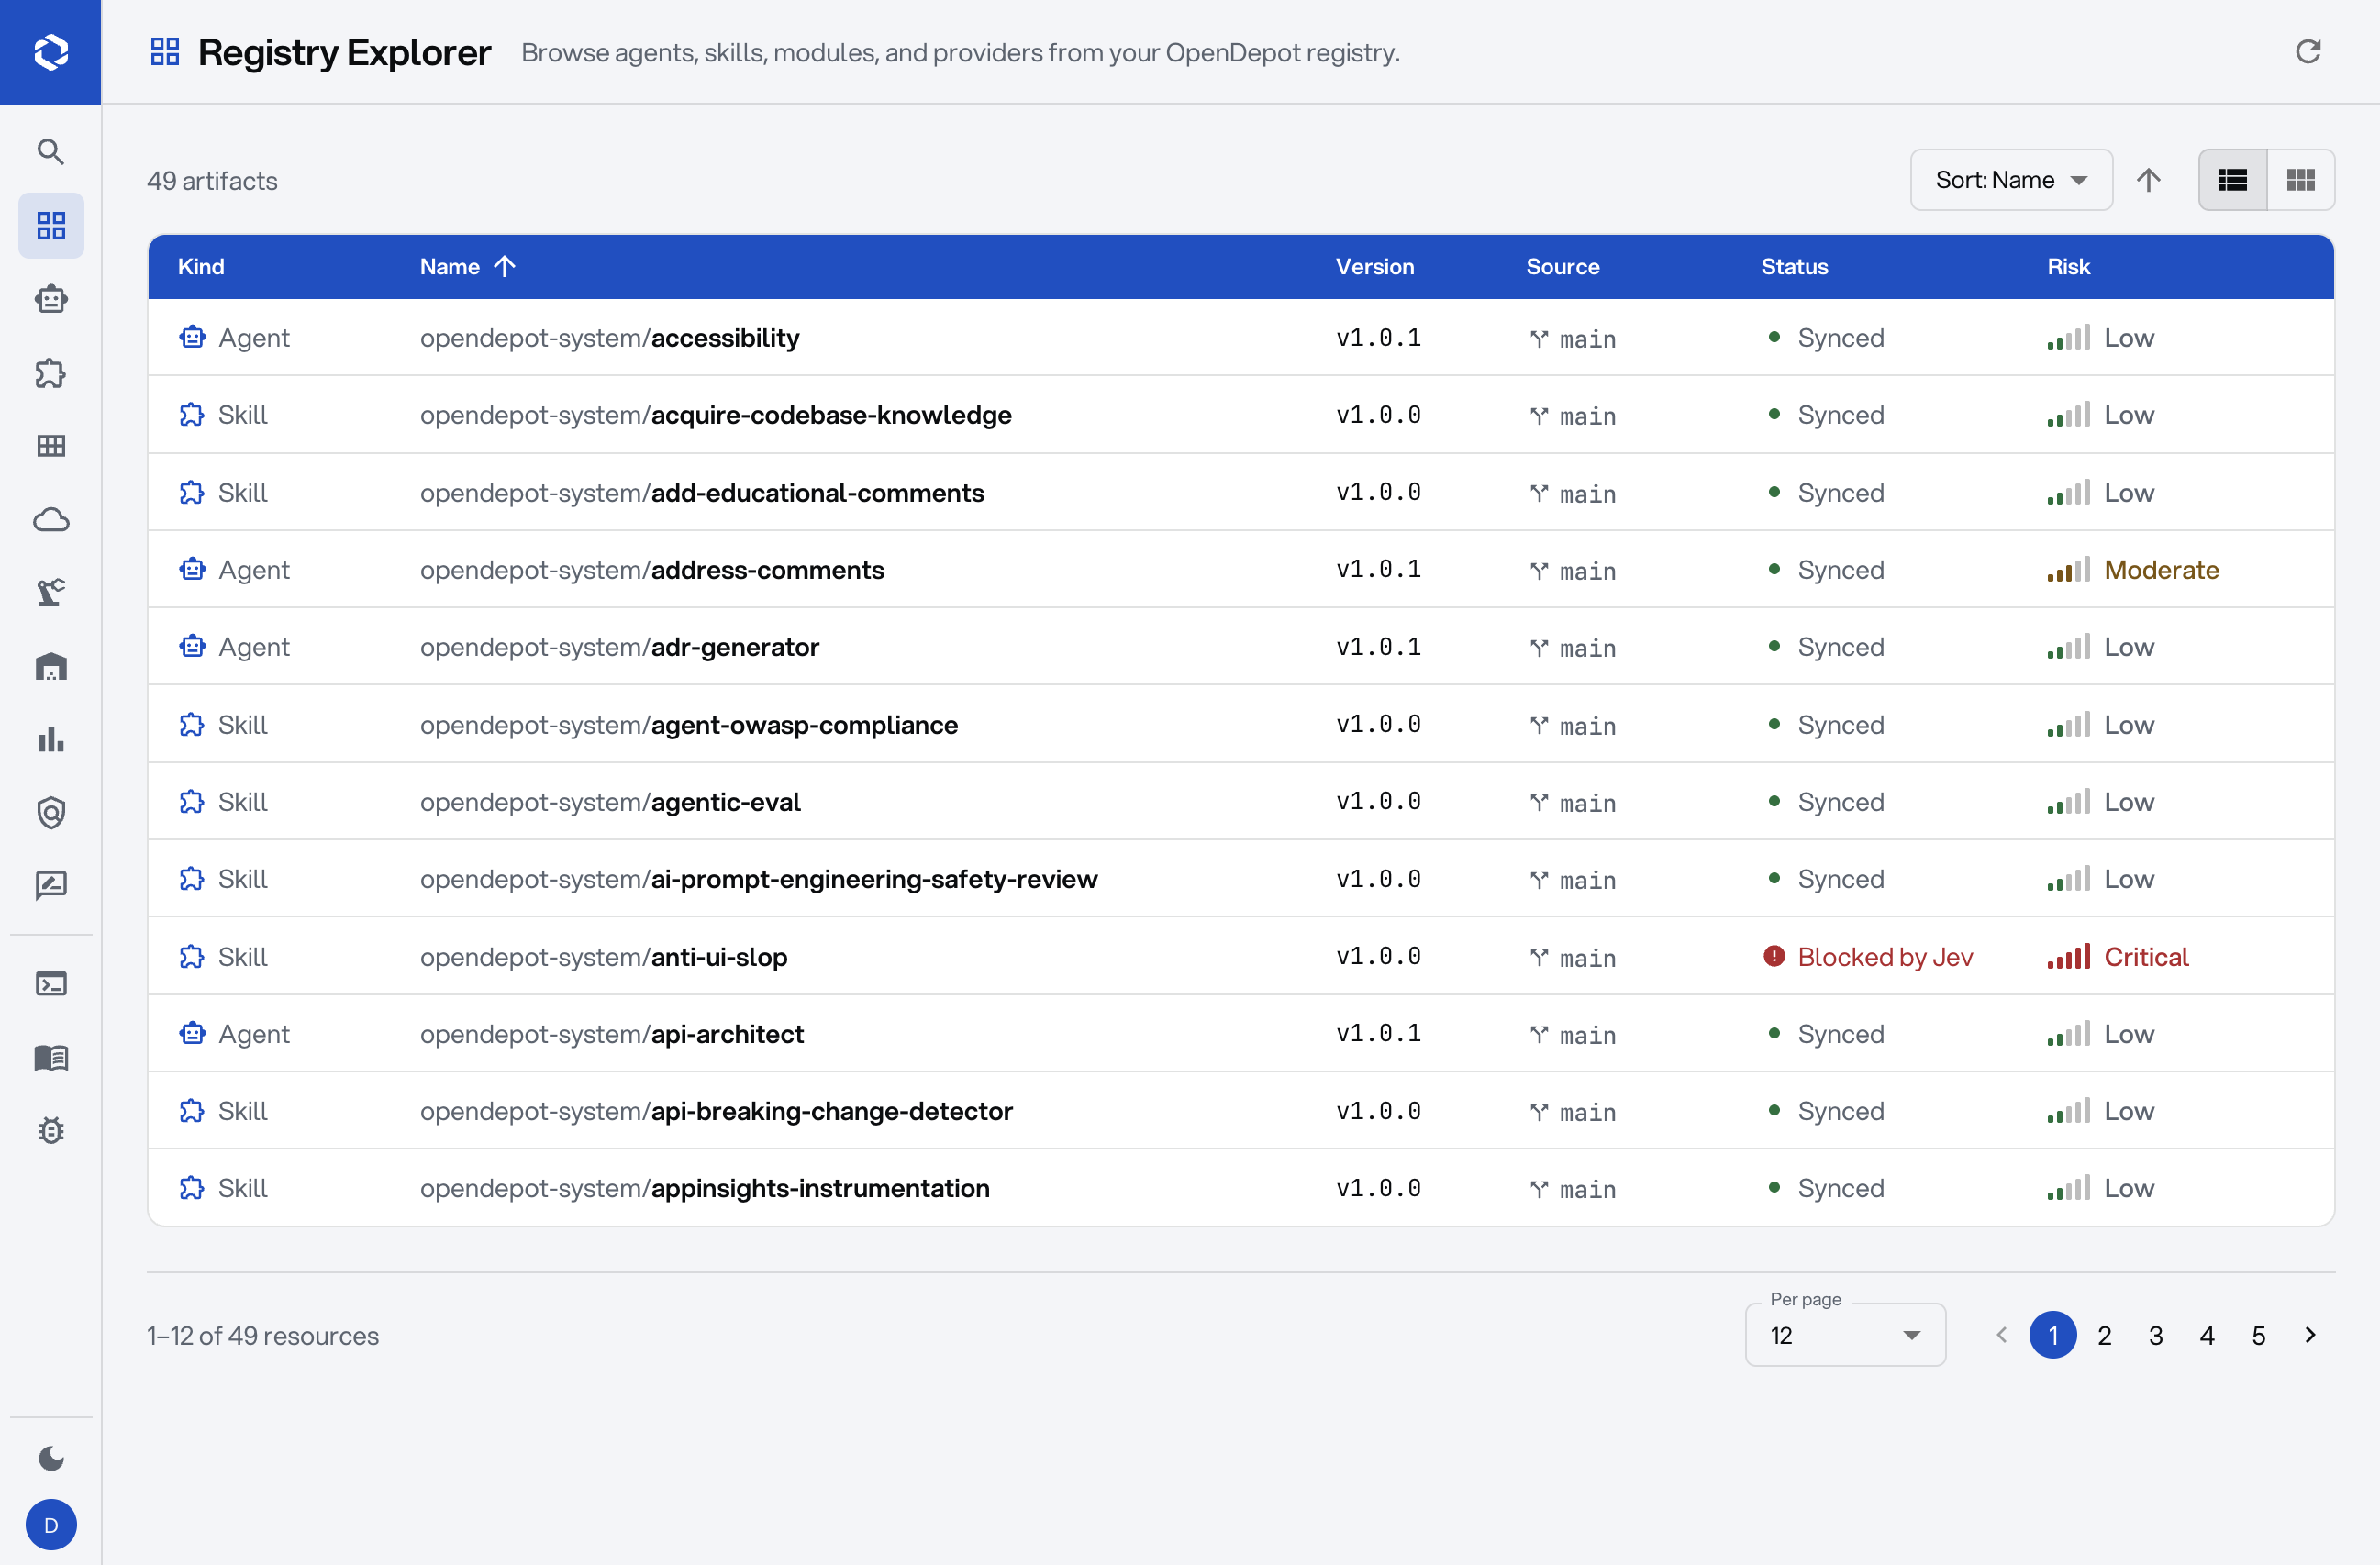 Registry Explorer Browse agents, skills, modules, and providers from your OpenDepot registry.
49 artifacts Sort: Name
Kind Name Version Source Status Risk
Agent opendepot-system/accessibility v1.0.1 main Synced Low
Skill opendepot-system/acquire-codebase-knowledge v1.0.0 main Synced Low
Skill opendepot-system/add-educational-comments v1.0.0 main Synced Low
Agent opendepot-system/address-comments v1.0.1 main Synced Moderate
Agent opendepot-system/adr-generator v1.0.1 main Synced Low
Skill opendepot-system/agent-owasp-compliance v1.0.0 main Synced Low
Skill opendepot-system/agentic-eval v1.0.0 main Synced Low
Skill opendepot-system/ai-prompt-engineering-safety-review v1.0.0 main Synced Low
Skill opendepot-system/anti-ui-slop v1.0.0 main Blocked by Jev Critical
Agent opendepot-system/api-architect v1.0.1 main Synced Low
Skill opendepot-system/api-breaking-change-detector v1.0.0 main Synced Low
Skill opendepot-system/appinsights-instrumentation v1.0.0 main Synced Low
Per page
1–12 of 49 resources 12 1 2 3 4 5
D